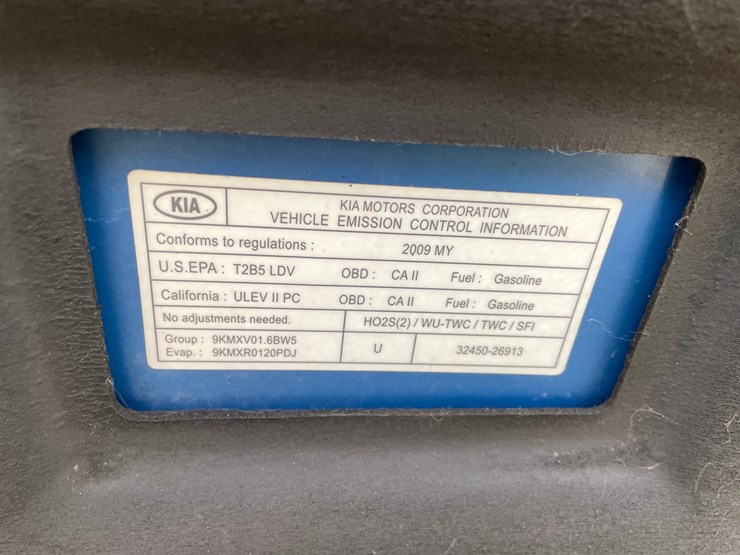 KIA
KIA MOTORS CORPORATION
VEHICLE EMISSION CONTROL INFORMATION
Conforms to regulations : 2009 MY
U.S.EPA : T2B5 LDV OBD : CA II Fuel : Gasoline
California : ULEV II PC OBD : CA II Fuel : Gasoline
No adjustments needed. HO2S(2) / WU-TWC / TWC / SFI
Group : 9KMXV01.6BW5
Evap. : 9KMXR0120PDJ
U 32450-26913